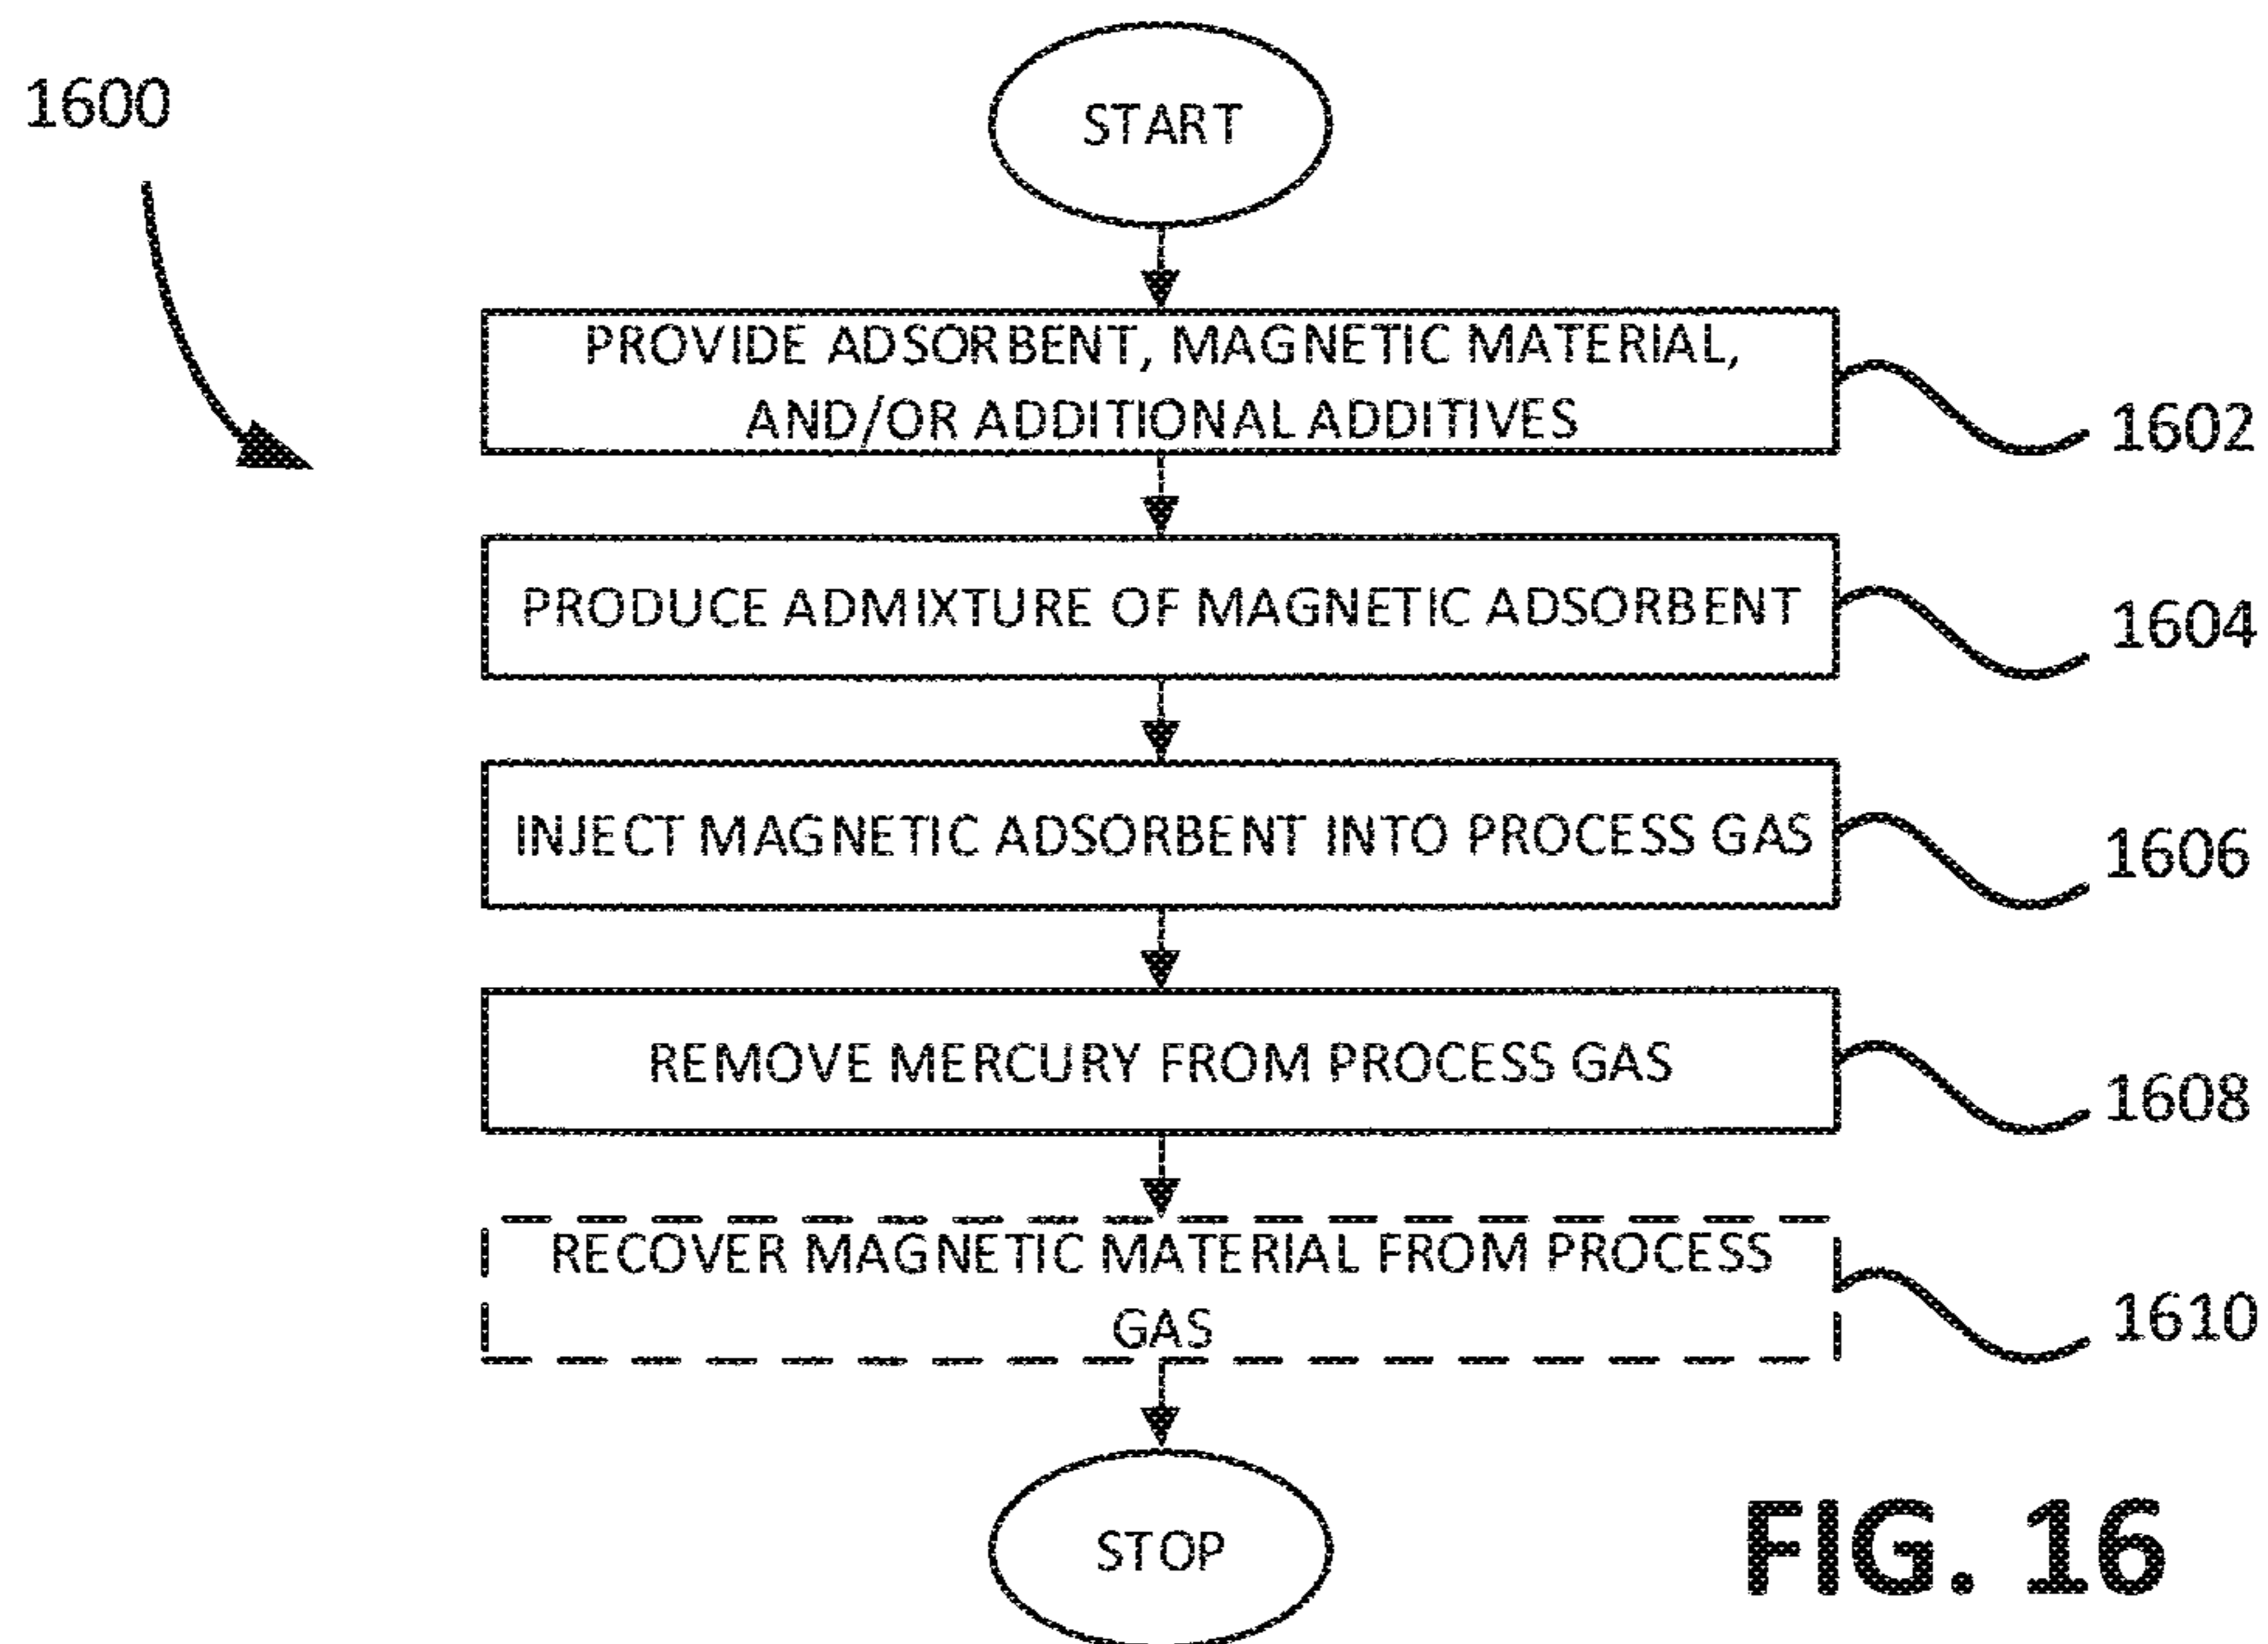 1600
START
PROVIDE ADSORBENT, MAGNETIC MATERIAL,
AND/OR ADDITIONAL ADDITIVES
1602
PRODUCE ADMIXTURE OF MAGNETIC ADSORBENT
1604
INJECT MAGNETIC ADSORBENT INTO PROCESS GAS
1606
REMOVE MERCURY FROM PROCESS GAS
1608
RECOVER MAGNETIC MATERIAL FROM PROCESS
GAS
1610
STOP
FIG. 16